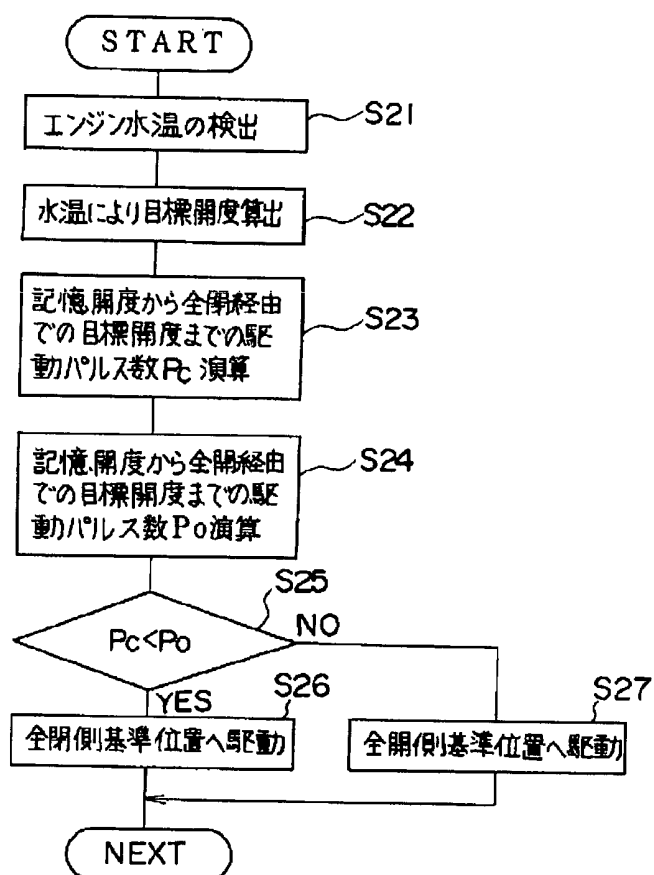 START
エンジン水温の検出
S21
水温により目標開度算出
S22
記憶開度から全閉経由
での目標開度までの駆
動パルス数Pc演算
S23
記憶開度から全開経由
での目標開度までの駆
動パルス数Po演算
S24
S25
Pc<Po
NO
YES
S26
全閉側基準位置へ駆動
S27
全開側基準位置へ駆動
NEXT